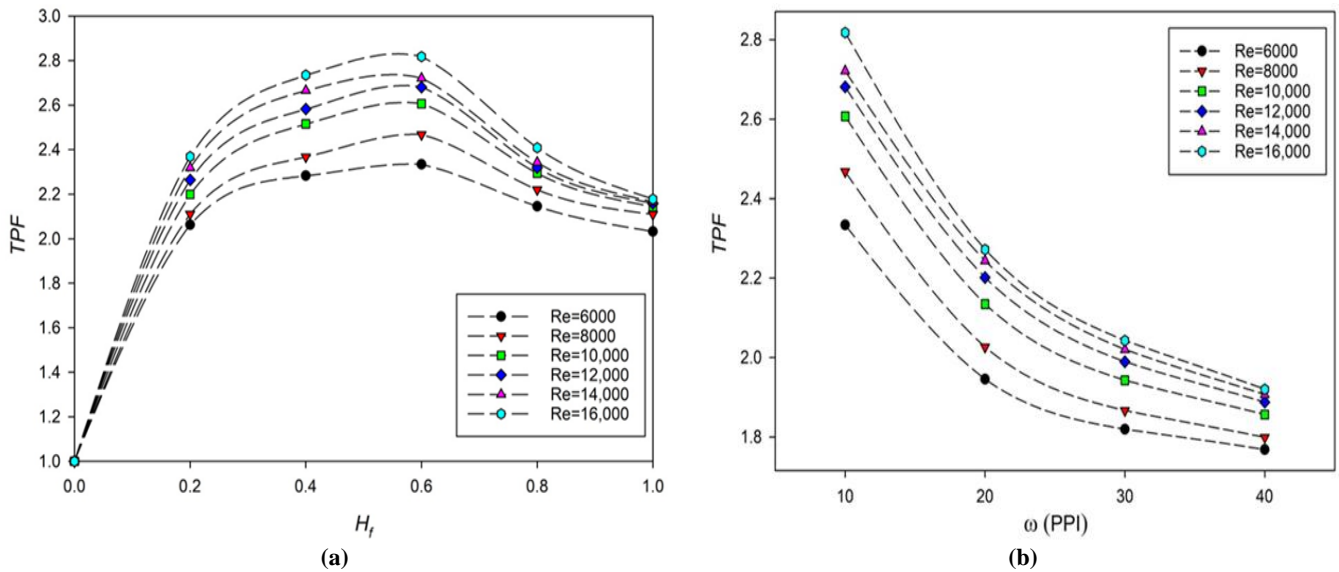 3.0
2.8
2.6
2.4
2.2
2.0
1.8
1.6
1.4
1.2
1.0
TPF
0.0 0.2 0.4 0.6 0.8 1.0
Hf
Re=6000
Re=8000
Re=10,000
Re=12,000
Re=14,000
Re=16,000
(a)
2.8
2.6
2.4
2.2
2.0
1.8
TPF
10 20 30 40
ω (PPI)
Re=6000
Re=8000
Re=10,000
Re=12,000
Re=14,000
Re=16,000
(b)